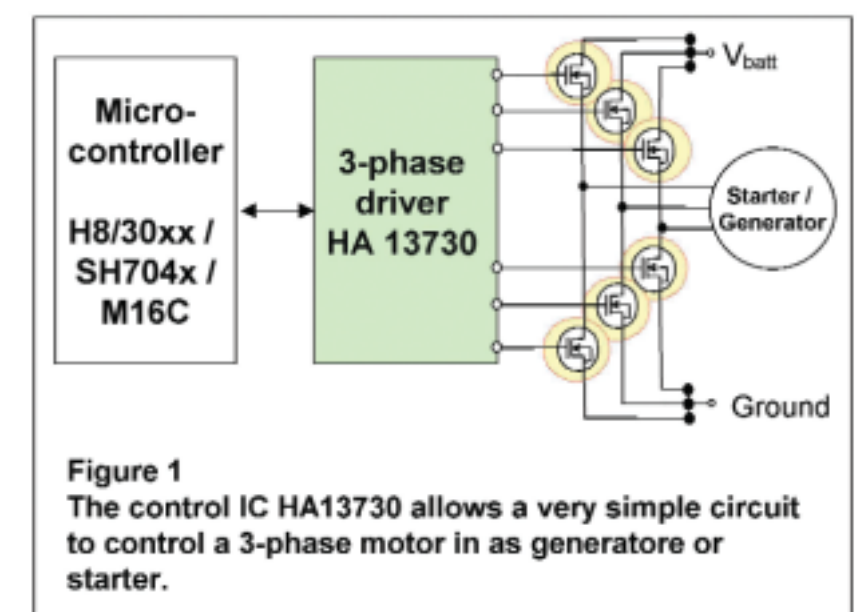 Micro-
controller
H8/30xx /
SH704x /
M16C
3-phase
driver
HA 13730
Vbatt
Starter /
Generator
Ground
Figure 1
The control IC HA13730 allows a very simple circuit
to control a 3-phase motor in as generatore or
starter.